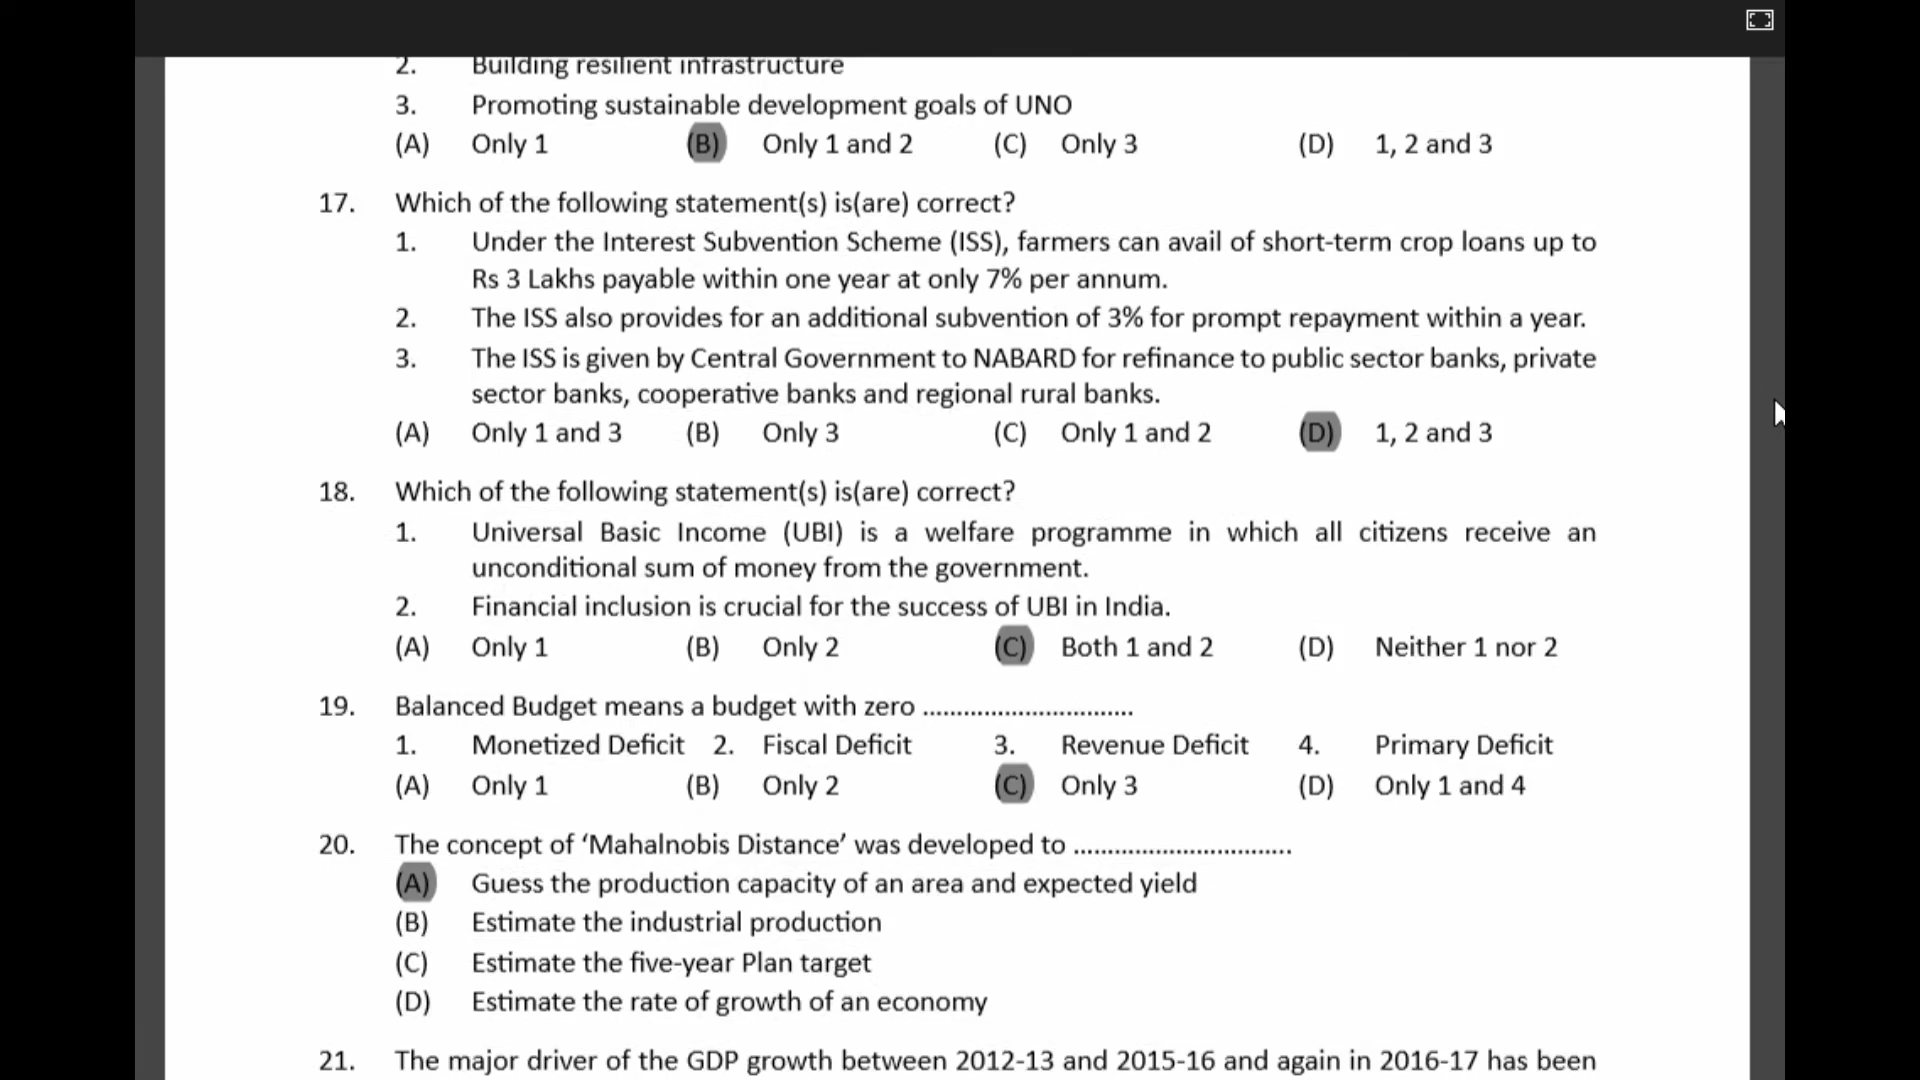 2. Building resilient infrastructure
3. Promoting sustainable development goals of UNO
(A) Only 1 (B) Only 1 and 2 (C) Only 3 (D) 1, 2 and 3
17. Which of the following statement(s) is(are) correct?
1. Under the Interest Subvention Scheme (ISS), farmers can avail of short-term crop loans up to
Rs 3 Lakhs payable within one year at only 7% per annum.
2. The ISS also provides for an additional subvention of 3% for prompt repayment within a year.
3. The ISS is given by Central Government to NABARD for refinance to public sector banks, private
sector banks, cooperative banks and regional rural banks.
(A) Only 1 and 3 (B) Only 3 (C) Only 1 and 2 (D) 1, 2 and 3
18. Which of the following statement(s) is(are) correct?
1. Universal Basic Income (UBI) is a welfare programme in which all citizens receive an
unconditional sum of money from the government.
2. Financial inclusion is crucial for the success of UBI in India.
(A) Only 1 (B) Only 2 (C) Both 1 and 2 (D) Neither 1 nor 2
19. Balanced Budget means a budget with zero ...............................
1. Monetized Deficit 2. Fiscal Deficit 3. Revenue Deficit 4. Primary Deficit
(A) Only 1 (B) Only 2 (C) Only 3 (D) Only 1 and 4
20. The concept of ‘Mahalnobis Distance’ was developed to ................................
(A) Guess the production capacity of an area and expected yield
(B) Estimate the industrial production
(C) Estimate the five-year Plan target
(D) Estimate the rate of growth of an economy
21. The major driver of the GDP growth between 2012-13 and 2015-16 and again in 2016-17 has been